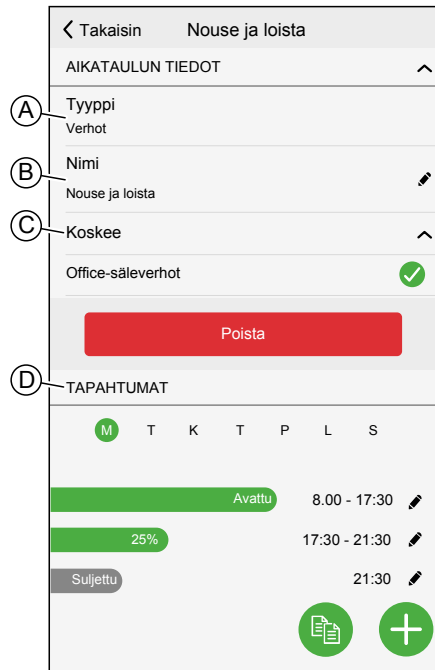 Takaisin Nouse ja loista
AIKATAULUN TIEDOT
A Tyyppi
Verhot
B Nimi
Nouse ja loista
C Koskee
Office-säleverhot
Poista
D TAPAHTUMAT
M T K T P L S
Avattu 8.00 - 17:30
25% 17:30 - 21:30
Suljettu 21:30